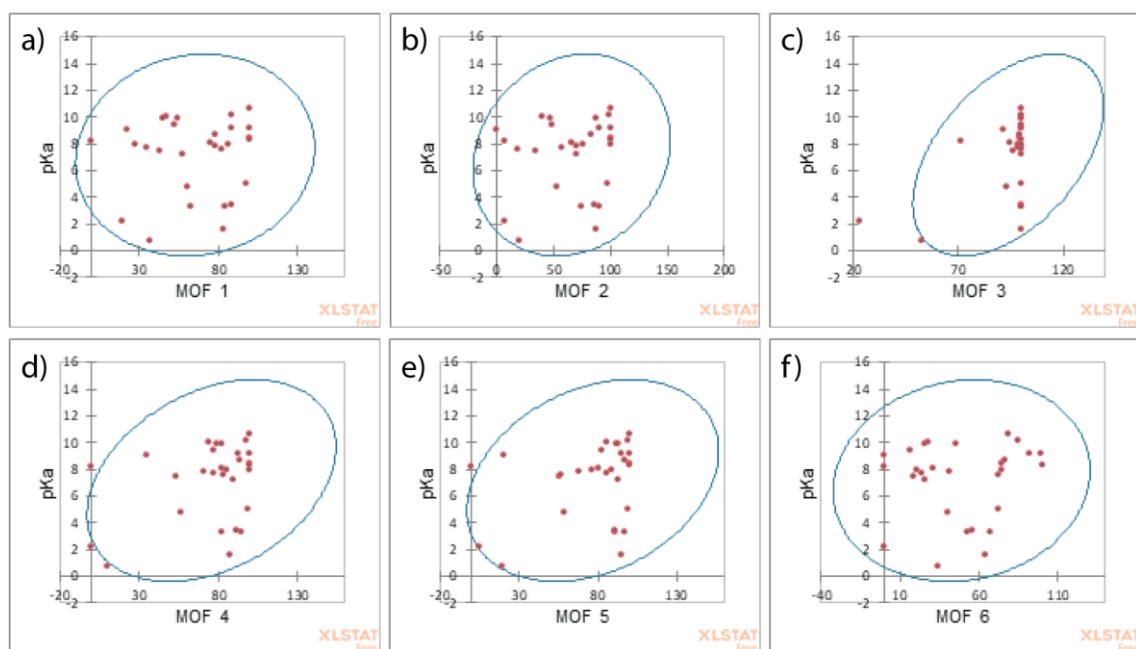 a)
16
14
12
10
8
6
4
2
0
-2
pKa
-20 30 80 130
MOF 1
XLSTAT
Free
b)
16
14
12
10
8
6
4
2
0
-2
pKa
-50 0 50 100 150 200
MOF 2
XLSTAT
Free
c)
16
14
12
10
8
6
4
2
0
-2
pKa
20 70 120
MOF 3
XLSTAT
Free
d)
16
14
12
10
8
6
4
2
0
-2
pKa
-20 30 80 130
MOF 4
XLSTAT
Free
e)
16
14
12
10
8
6
4
2
0
-2
pKa
-20 30 80 130
MOF 5
XLSTAT
Free
f)
16
14
12
10
8
6
4
2
0
-2
pKa
-40 10 60 110
MOF 6
XLSTAT
Free